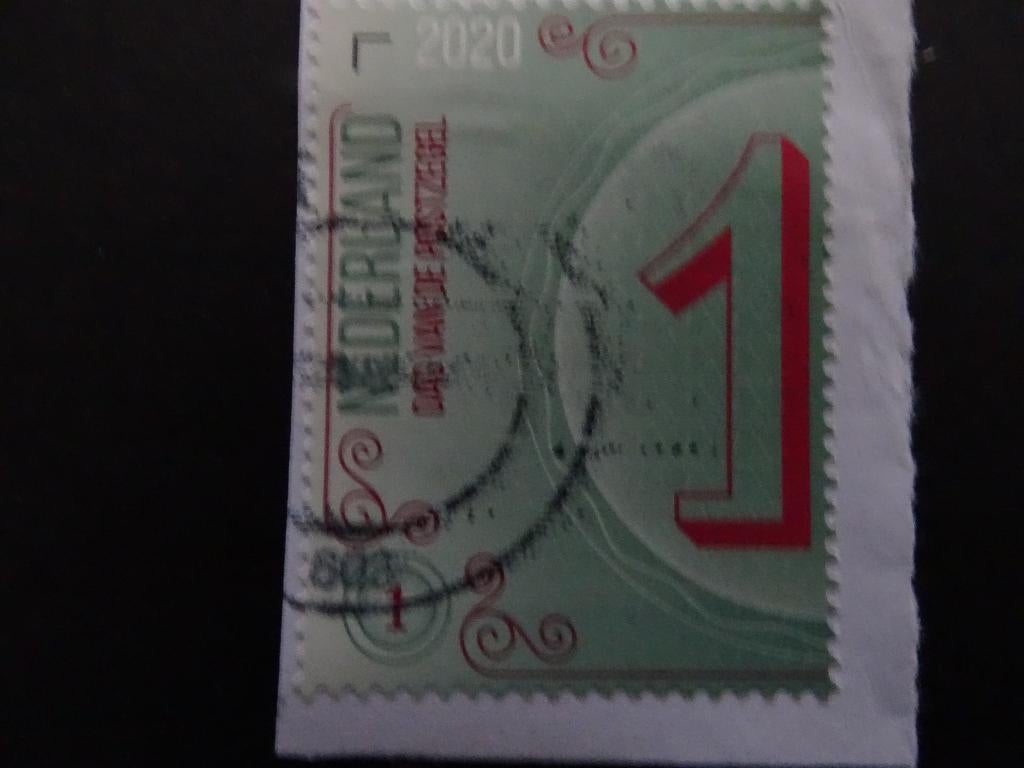 2020
NEDERLAND
DAG VAN DE POSTZEGEL
1
1